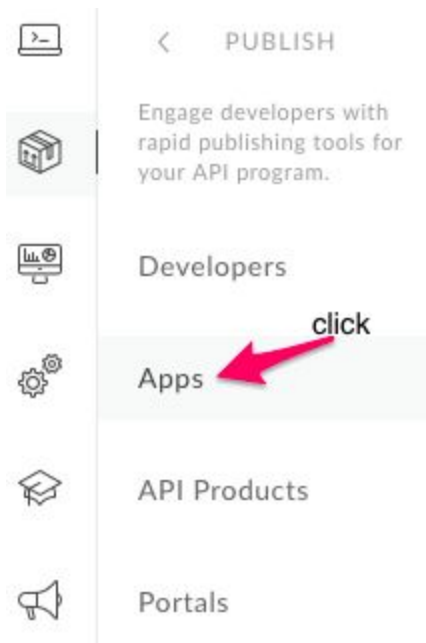 PUBLISH
Engage developers with
rapid publishing tools for
your API program.
Developers
click
Apps
API Products
Portals